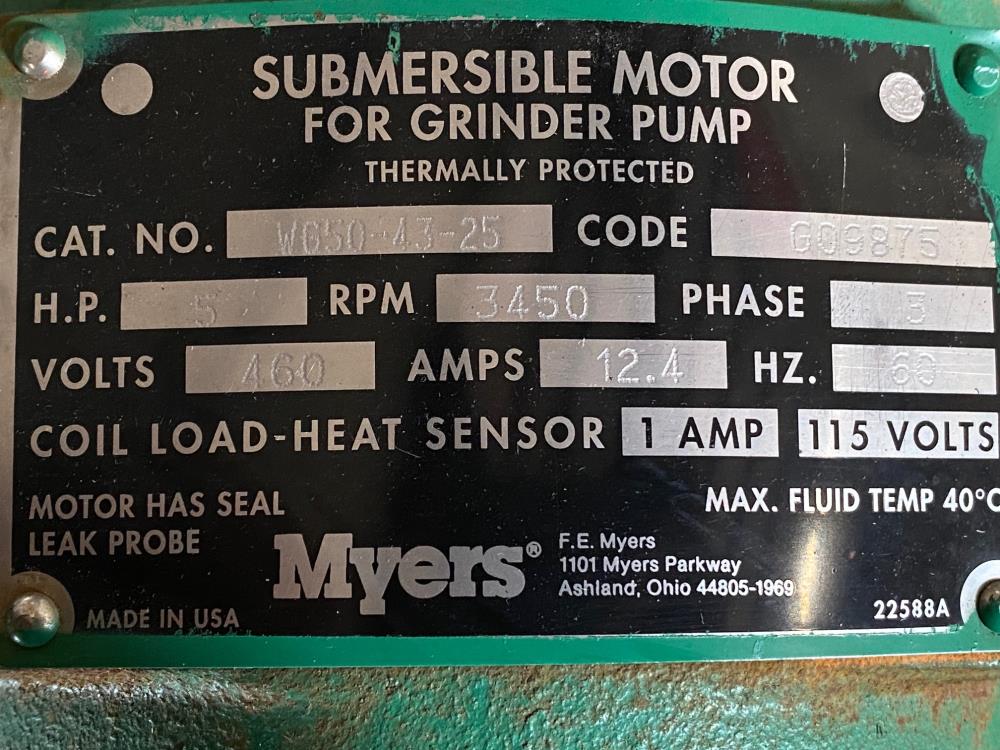 SUBMERSIBLE MOTOR
FOR GRINDER PUMP
THERMALLY PROTECTED
CAT. NO. WG50-43-25 CODE G09875
H.P. 5 RPM 3450 PHASE 3
VOLTS 460 AMPS 12.4 HZ. 60
COIL LOAD-HEAT SENSOR 1 AMP 115 VOLTS
MOTOR HAS SEAL
LEAK PROBE
MAX. FLUID TEMP 40°C
Myers®
F.E. Myers
1101 Myers Parkway
Ashland, Ohio 44805-1969
MADE IN USA
22588A